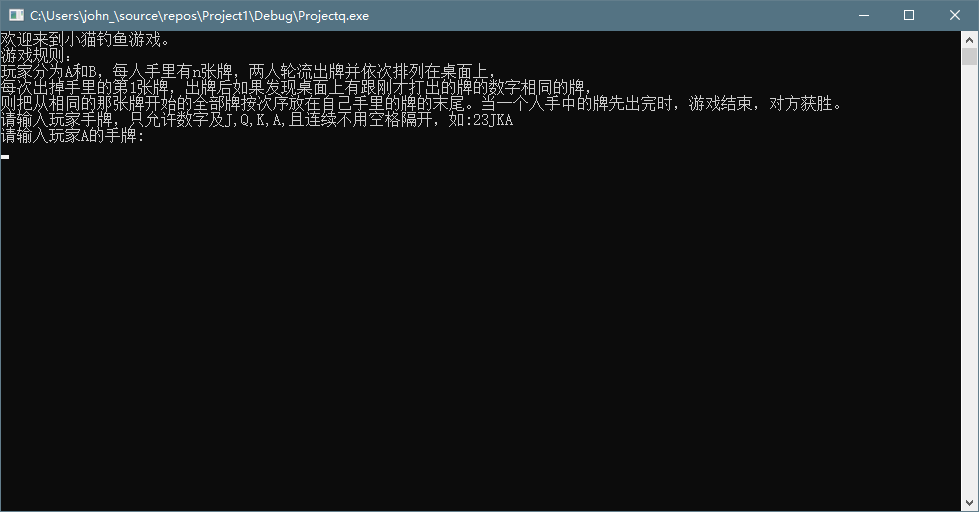 C:\Users\john_\source\repos\Project1\Debug\Projectq.exe
欢迎来到小猫钓鱼游戏。
游戏规则:
玩家分为A和B，每人手里有n张牌，两人轮流出牌并依次排列在桌面上，
每次出掉手里的第1张牌，出牌后如果发现桌面上有跟刚才打出的牌的数字相同的牌，
则把从相同的那张牌开始的全部牌按次序放在自己手里的牌的末尾。当一个人手中的牌先出完时，游戏结束，对方获胜。
请输入玩家手牌，只允许数字及J,Q,K,A,且连续不用空格隔开，如:23JKA
请输入玩家A的手牌: